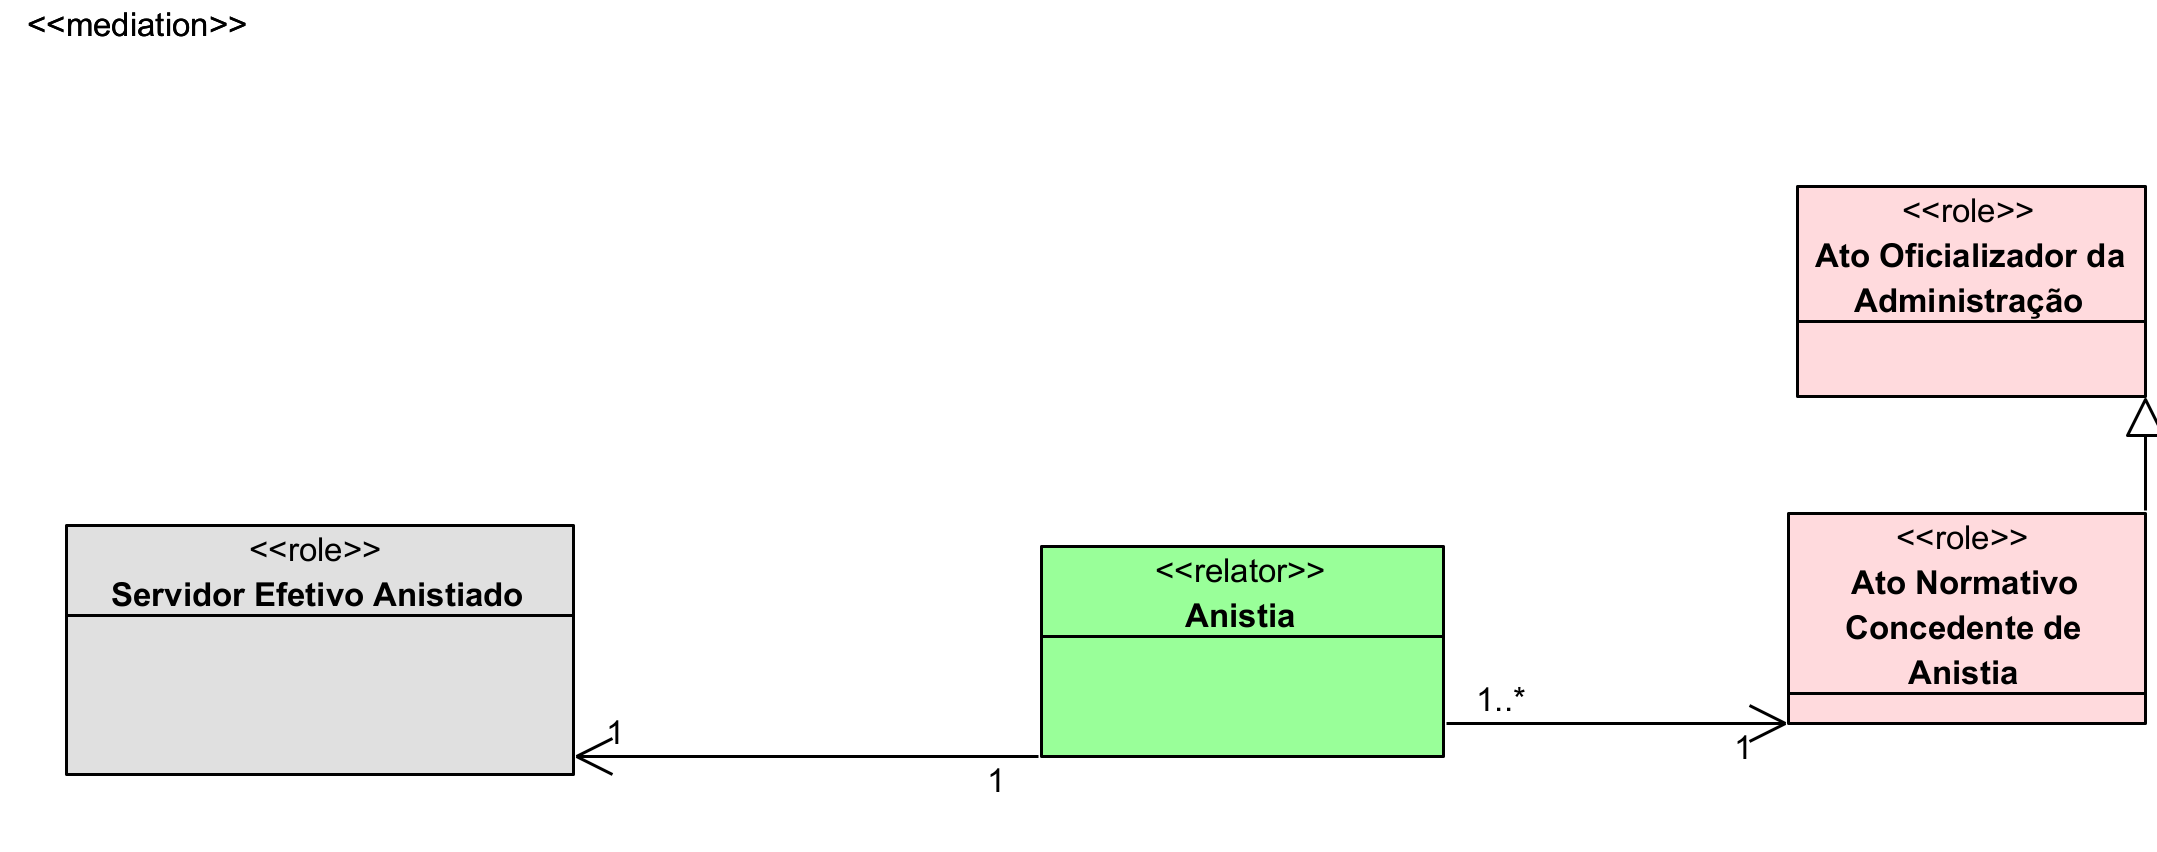 <<mediation>>
<<role>>
Ato Oficializador da
Administração
<<role>>
Servidor Efetivo Anistiado
<<relator>>
Anistia
<<role>>
Ato Normativo
Concedente de
Anistia
1
1
1..*
1